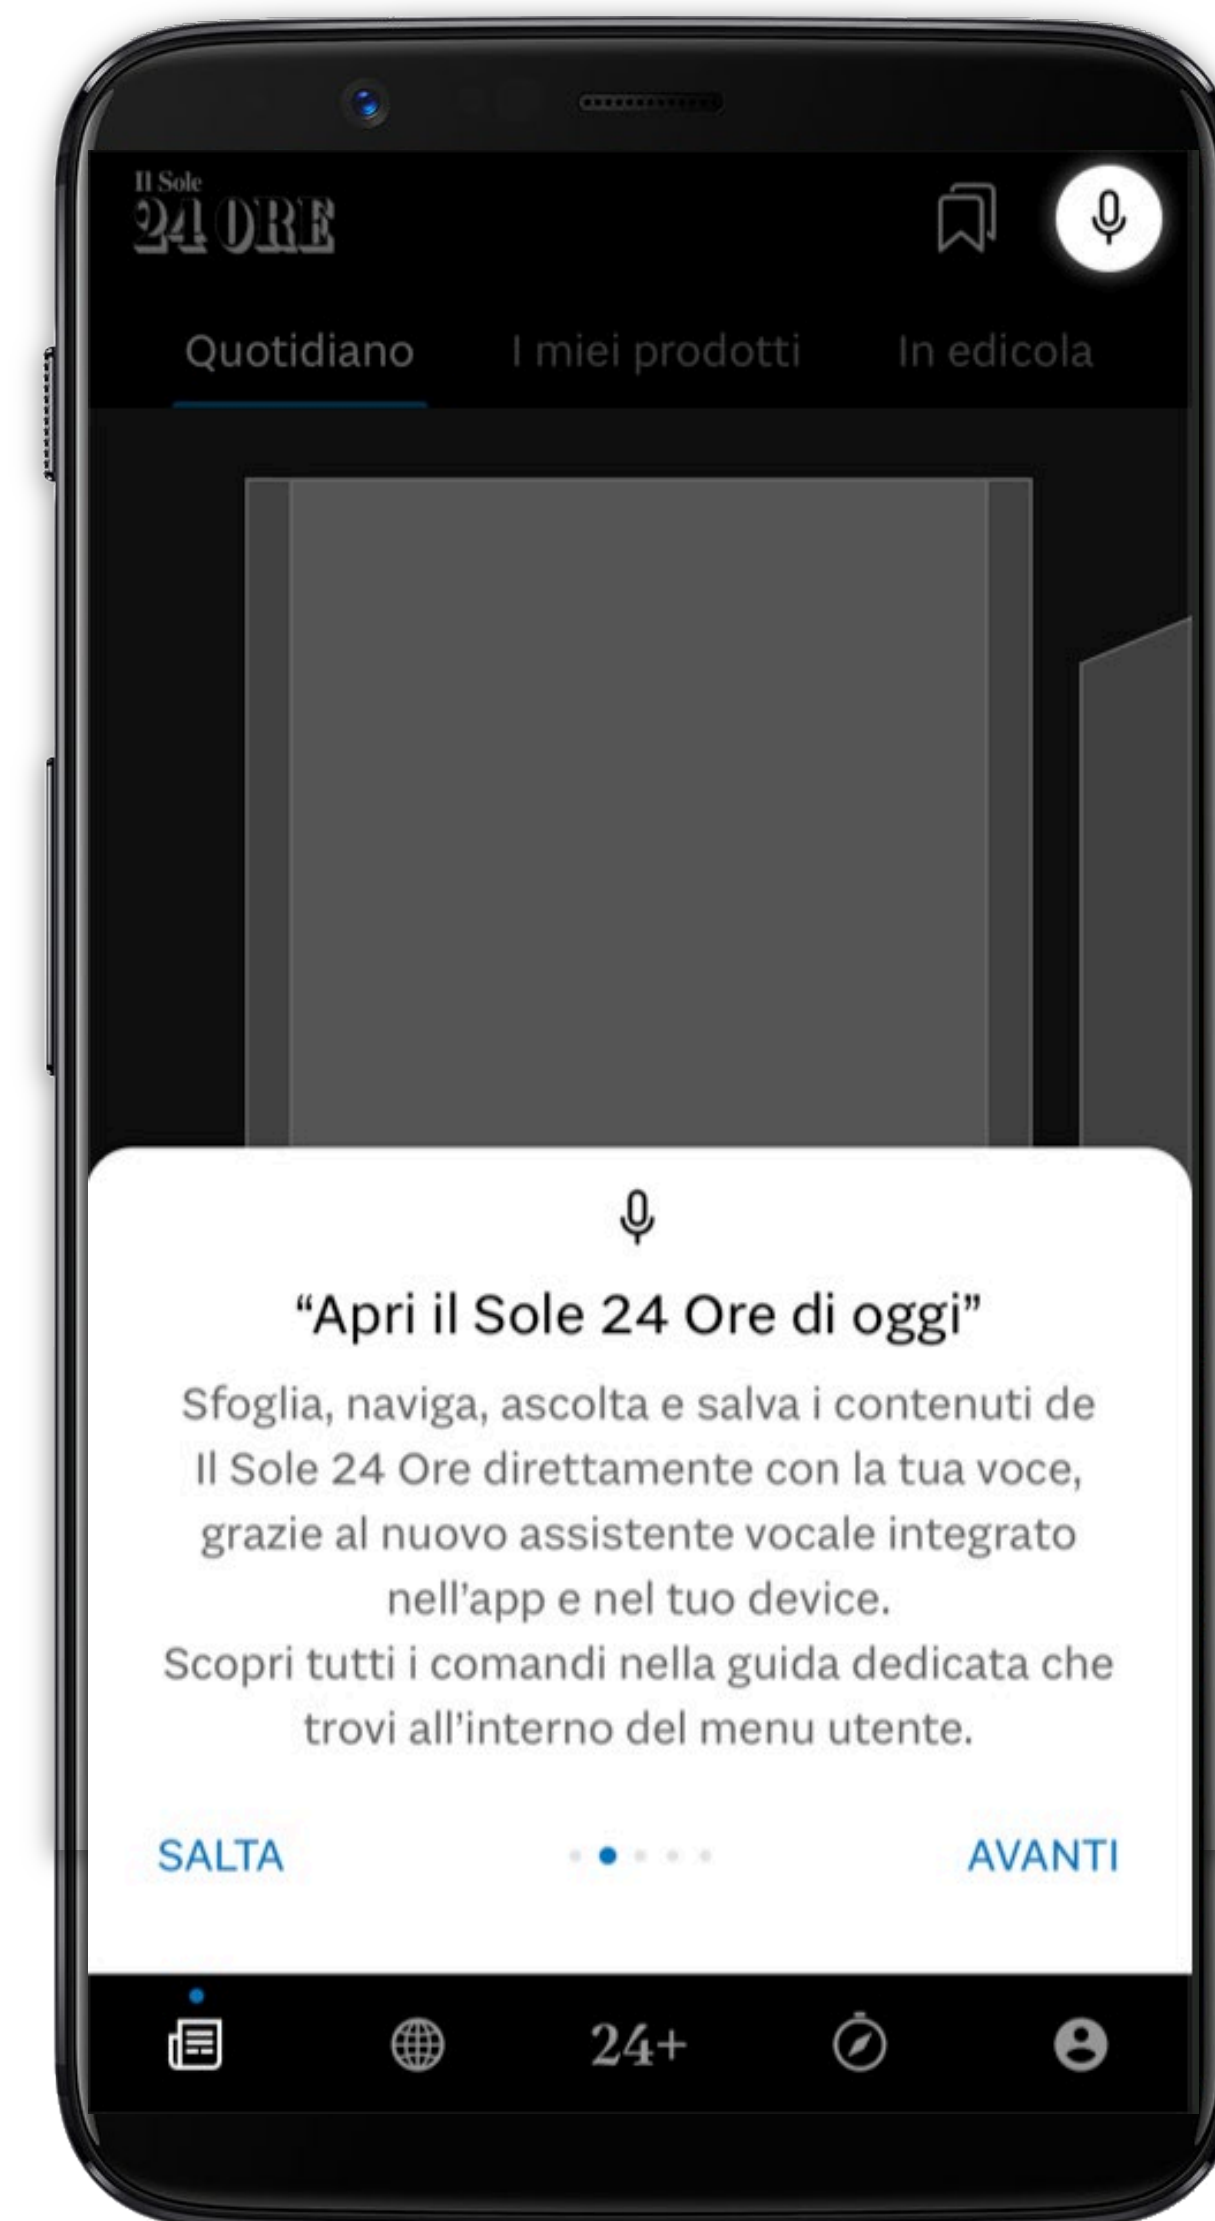 Il Sole
24 ORE
Quotidiano I miei prodotti In edicola
“Apri il Sole 24 Ore di oggi”
Sfoglia, naviga, ascolta e salva i contenuti de
Il Sole 24 Ore direttamente con la tua voce,
grazie al nuovo assistente vocale integrato
nell’app e nel tuo device.
Scopri tutti i comandi nella guida dedicata che
trovi all’interno del menu utente.
SALTA AVANTI
24+